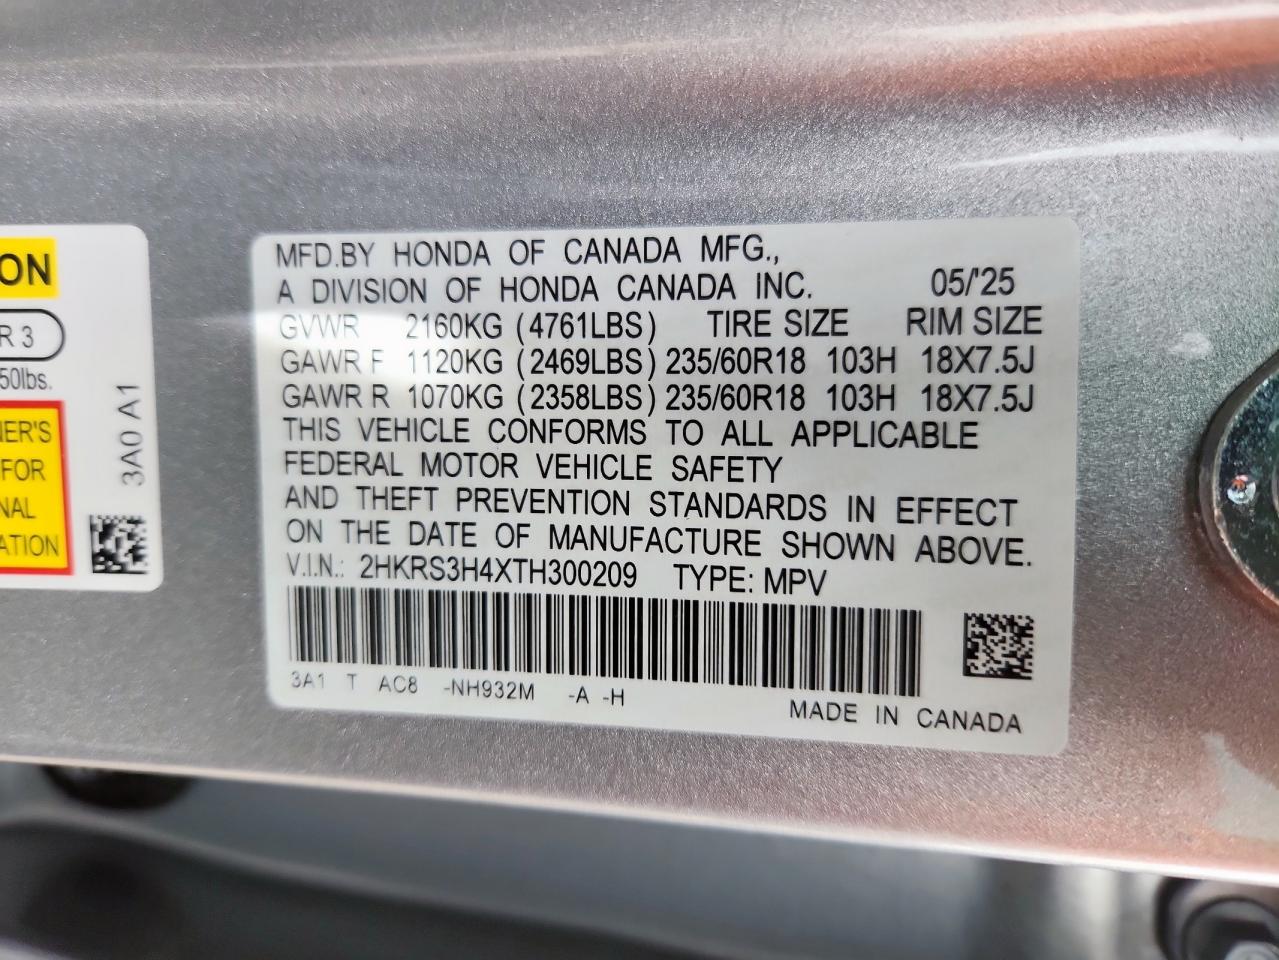 ON
R 3
50lbs.
NER'S
FOR
NAL
ATION
3A0 A1
MFD.BY HONDA OF CANADA MFG.,
A DIVISION OF HONDA CANADA INC. 05/'25
GVWR 2160KG (4761LBS) TIRE SIZE RIM SIZE
GAWR F 1120KG (2469LBS) 235/60R18 103H 18X7.5J
GAWR R 1070KG (2358LBS) 235/60R18 103H 18X7.5J
THIS VEHICLE CONFORMS TO ALL APPLICABLE
FEDERAL MOTOR VEHICLE SAFETY
AND THEFT PREVENTION STANDARDS IN EFFECT
ON THE DATE OF MANUFACTURE SHOWN ABOVE.
V.I.N.: 2HKRS3H4XTH300209 TYPE: MPV
3A1 T AC8 -NH932M -A -H
MADE IN CANADA